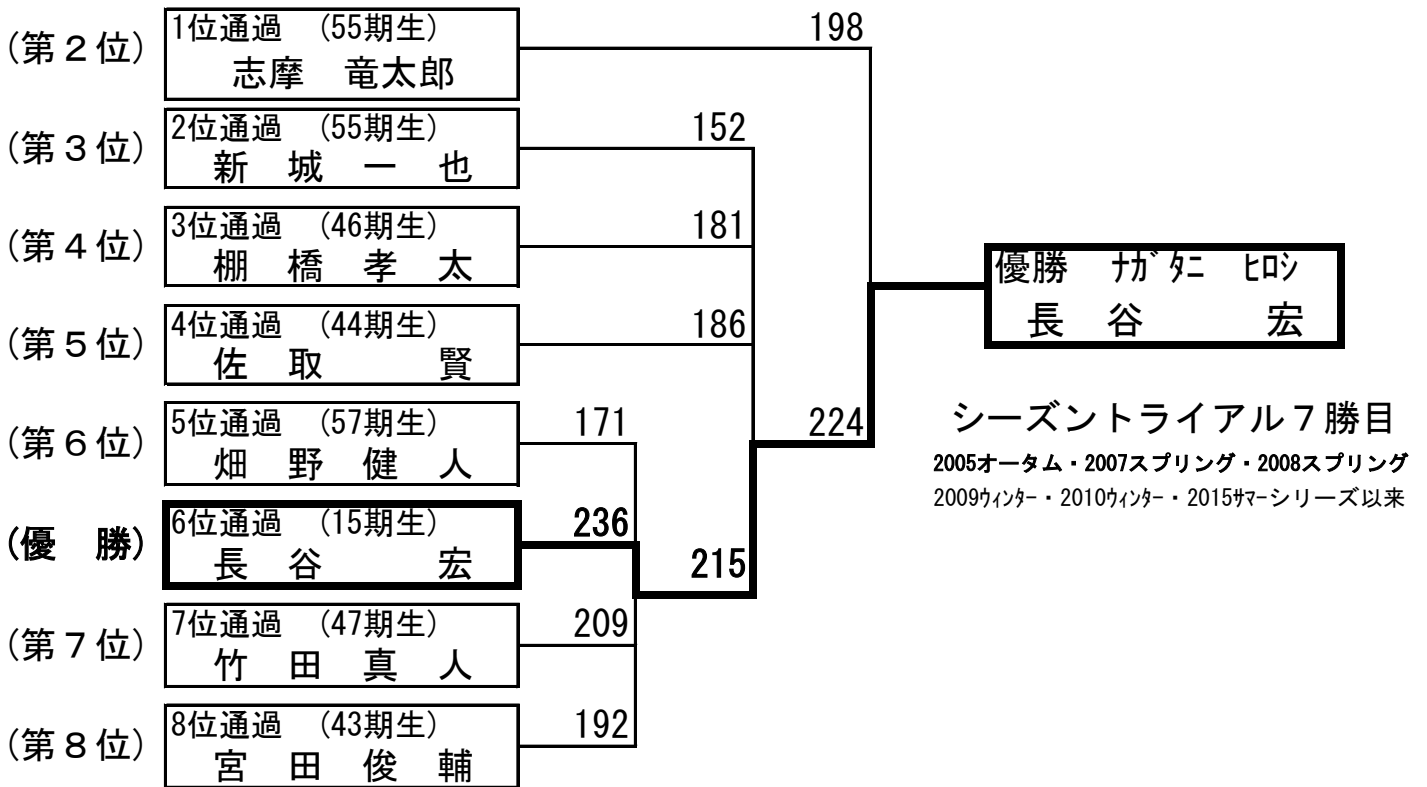 (第2位)
1位通過 (55期生)
志摩 竜太郎
198
(第3位)
2位通過 (55期生)
新城一也
152
(第4位)
3位通過 (46期生)
棚橋孝太
181
(第5位)
4位通過 (44期生)
佐取 賢
186
(第6位)
5位通過 (57期生)
畑野健人
171
(優 勝)
6位通過 (15期生)
長谷 宏
236
215
224
(第7位)
7位通過 (47期生)
竹田真人
209
(第8位)
8位通過 (43期生)
宮田俊輔
192
優勝 ナガタニ ヒロシ
長谷 宏
シーズントライアル7勝目
2005オータム・2007スプリング・2008スプリング
2009ウィンター・2010ウィンター・2015サマーシリーズ以来